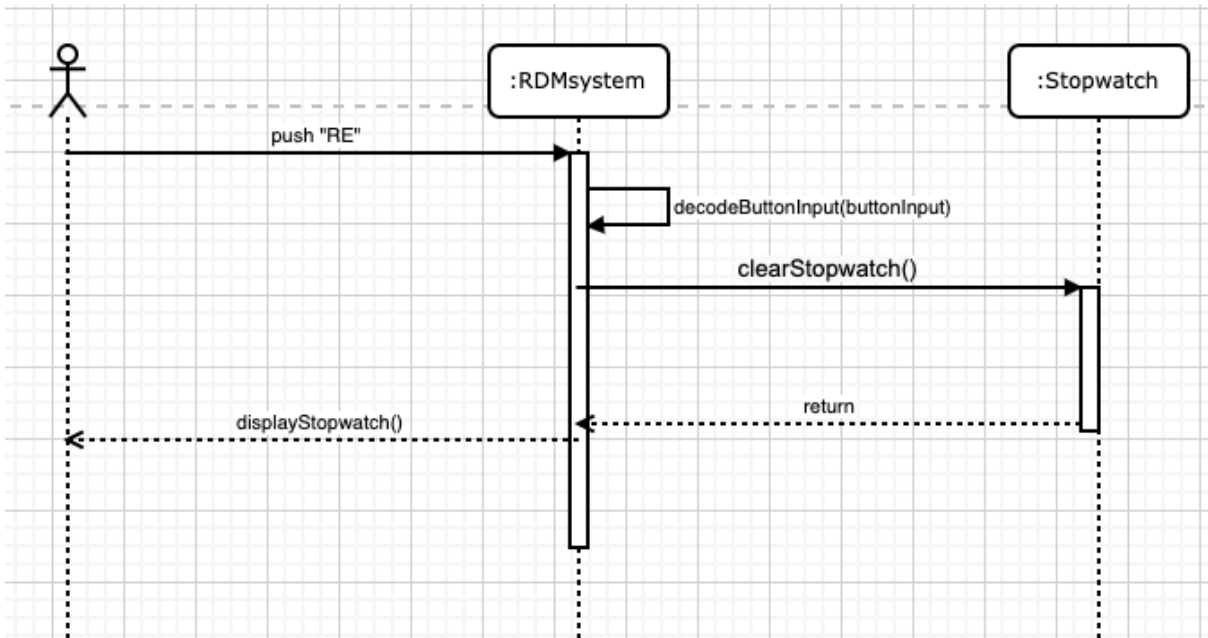 :RDMsystem
:Stopwatch
push "RE"
decodeButtonInput(buttonInput)
clearStopwatch()
return
displayStopwatch()